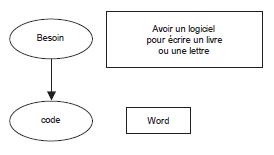 Besoin
Avoir un logiciel
pour écrire un livre
ou une lettre
code
Word